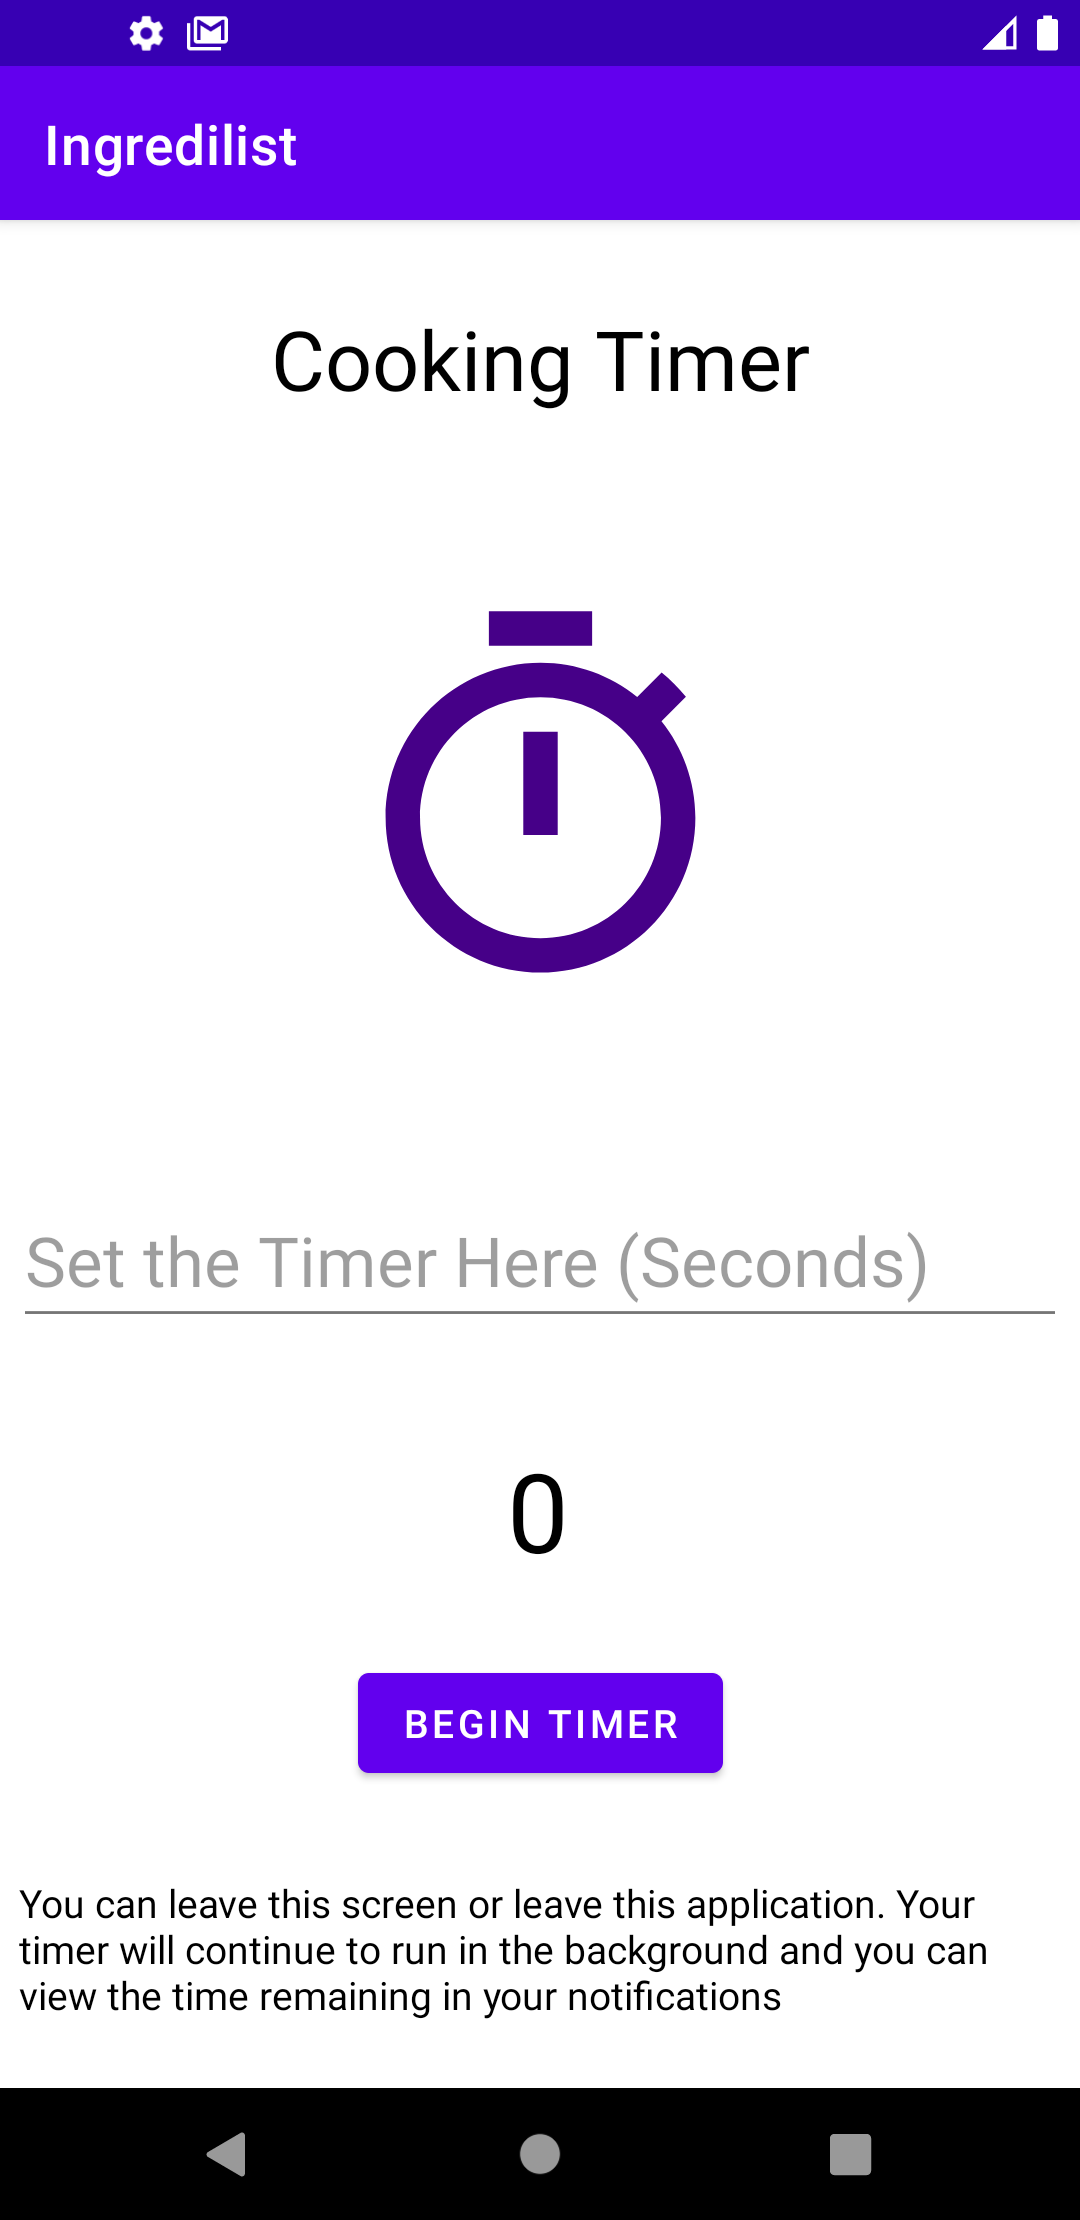 Ingredilist
Cooking Timer
Set the Timer Here (Seconds)
0
BEGIN TIMER
You can leave this screen or leave this application. Your
timer will continue to run in the background and you can
view the time remaining in your notifications